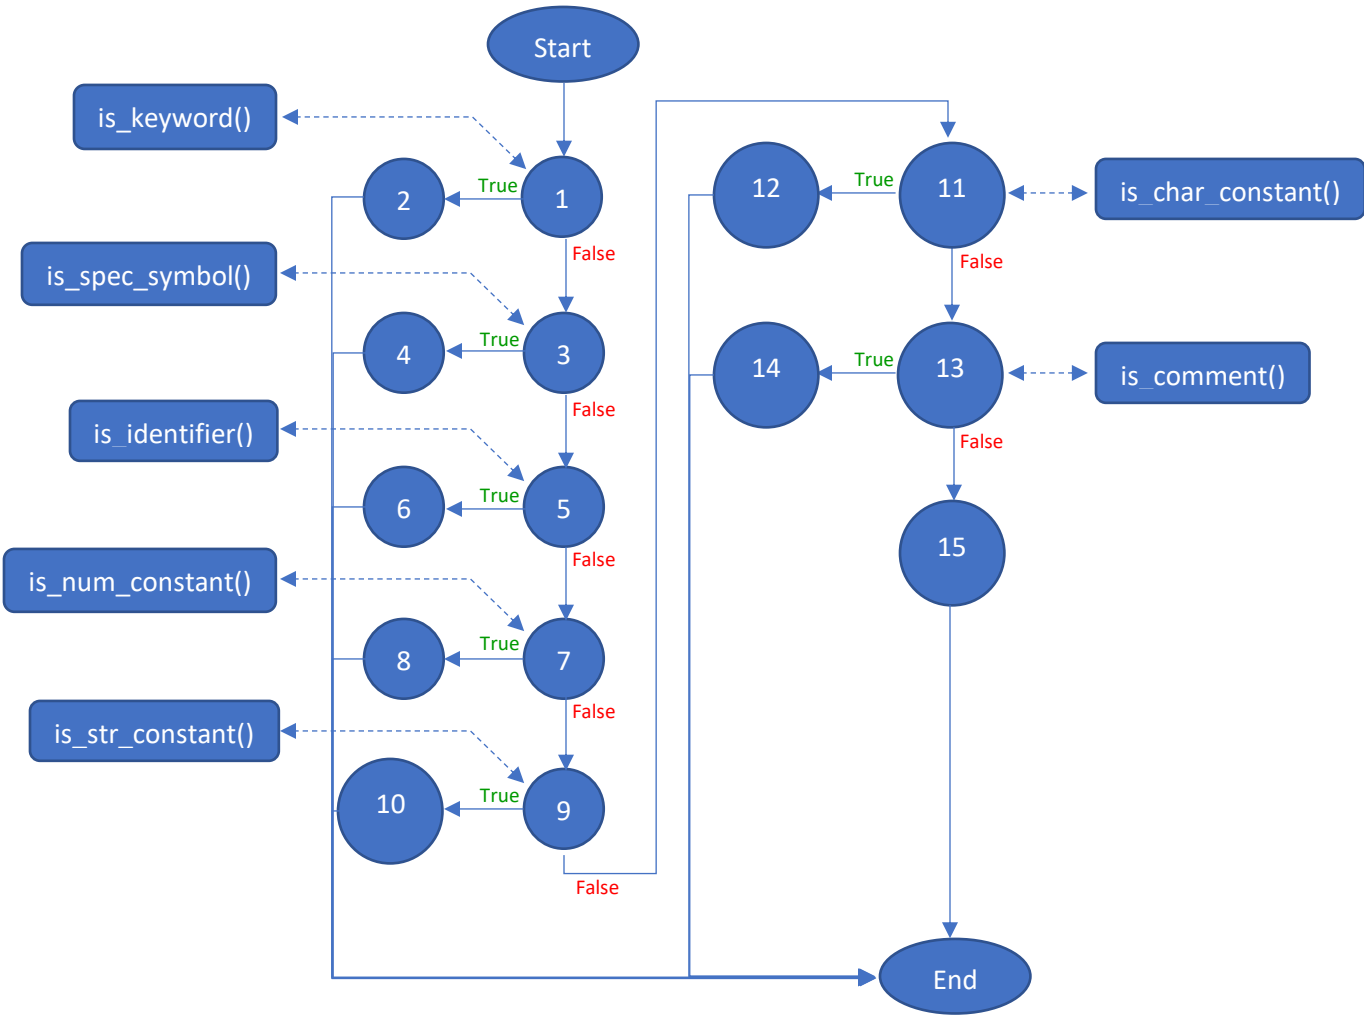 Start
is_keyword()
True
2
1
False
is_spec_symbol()
True
4
3
False
is_identifier()
True
6
5
False
is_num_constant()
True
8
7
False
is_str_constant()
True
10
9
False
12
True
11
is_char_constant()
False
14
True
13
is_comment()
False
15
End